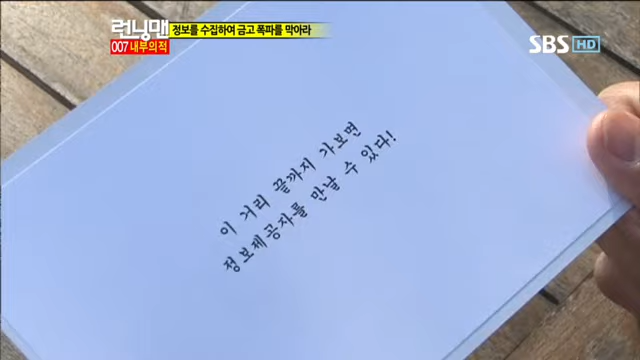 런닝맨
007 내부의 적
정보를 수집하여 금고 폭파를 막아라
SBS HD
이 거리 끝까지 가보면
정보제공자를 만날 수 있다!